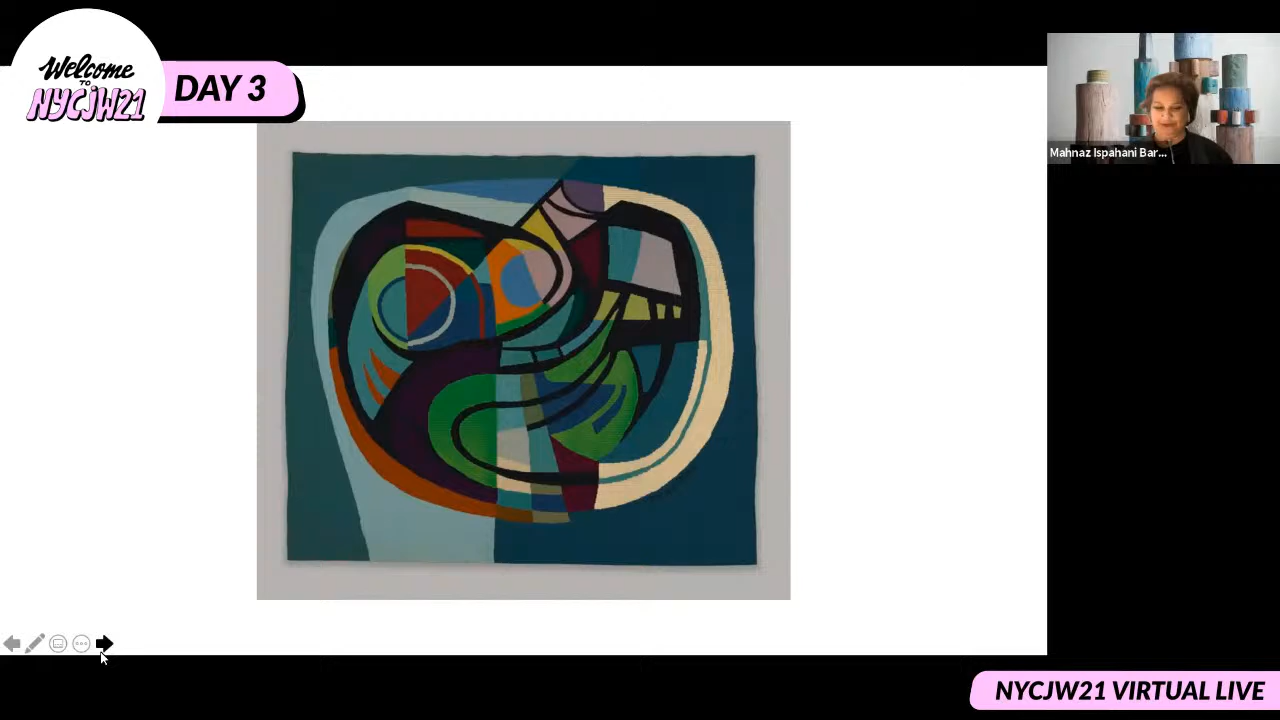 Welcome
TO
NYCJW21
DAY 3
Mahnaz Ispahani Bar...
NYCJW21 VIRTUAL LIVE